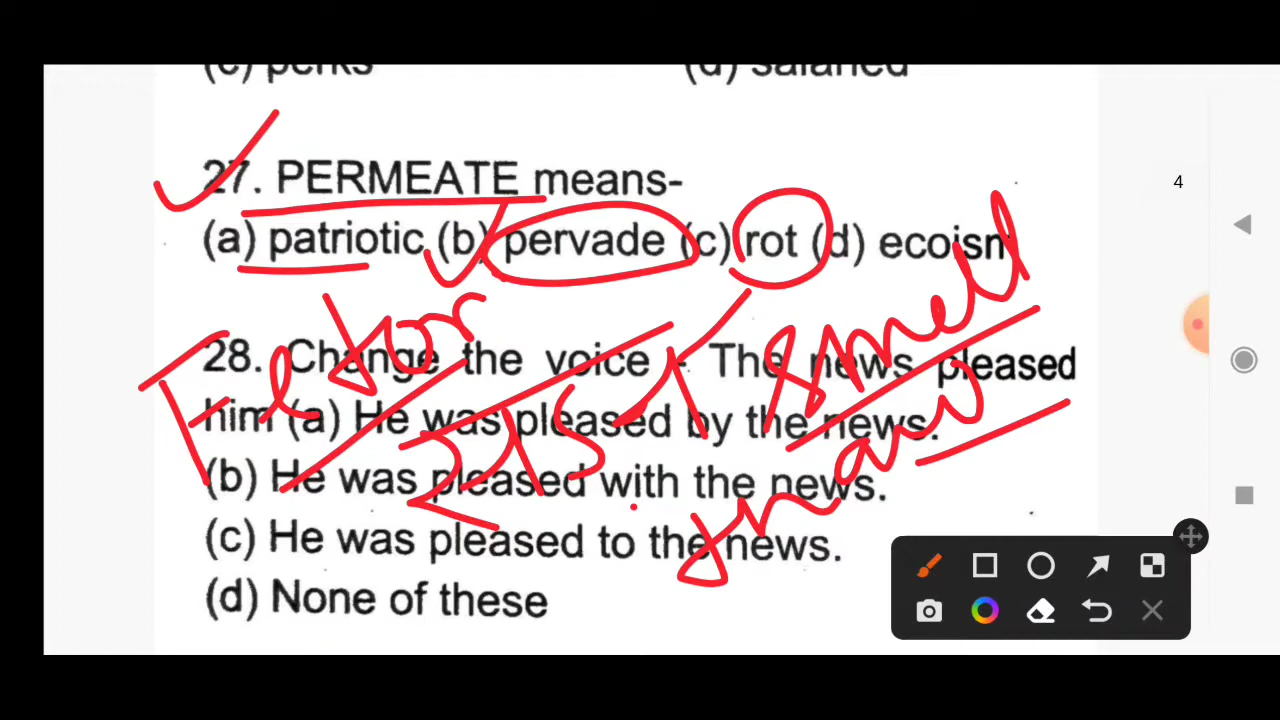 (c) perks (d) salaried
4
27. PERMEATE means-
(a) patriotic (b) pervade (c) rot (d) ecoism
smell
Fetor
28. Change the voice - The news pleased
him (a) He was pleased by the news.
(b) He was pleased with the news.
(c) He was pleased to the news.
(d) None of these